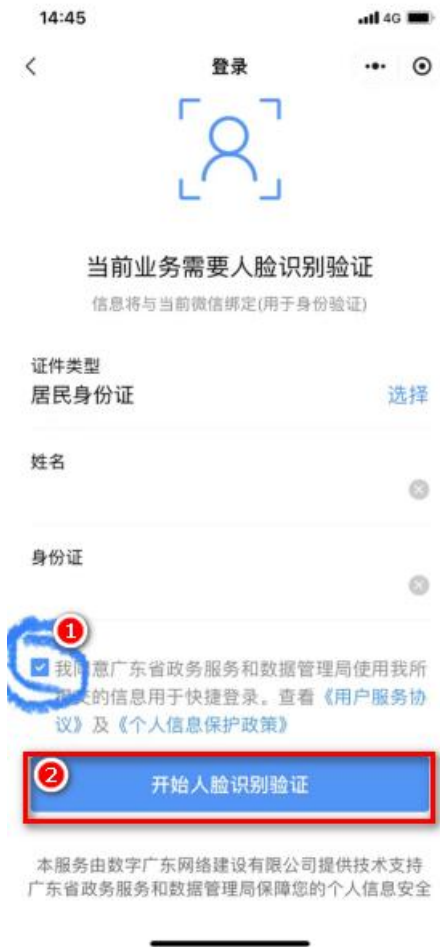 14:45
4G
登录
当前业务需要人脸识别验证
信息将与当前微信绑定(用于身份验证)
证件类型
居民身份证
选择
姓名
身份证
1
我 意广东省政务服务和数据管理局使用我所
交的信息用于快捷登录。查看《用户服务协
议》及《个人信息保护政策》
2
开始人脸识别验证
本服务由数字广东网络建设有限公司提供技术支持
广东省政务服务和数据管理局保障您的个人信息安全